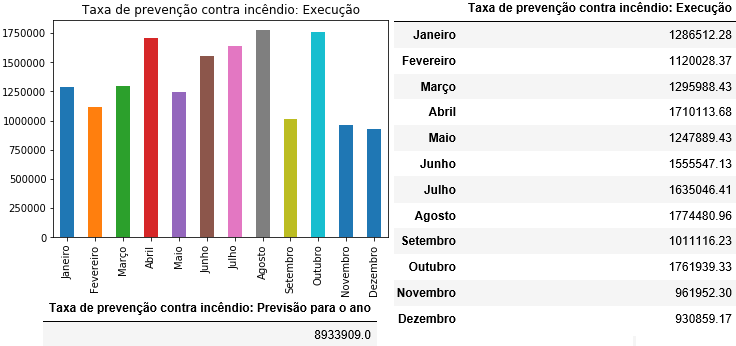 Taxa de prevenção contra incêndio: Execução
1750000
1500000
1250000
1000000
750000
500000
250000
0
Janeiro
Fevereiro
Março
Abril
Maio
Junho
Julho
Agosto
Setembro
Outubro
Novembro
Dezembro
Taxa de prevenção contra incêndio: Previsão para o ano
8933909.0
Taxa de prevenção contra incêndio: Execução
Janeiro 1286512.28
Fevereiro 1120028.37
Março 1295988.43
Abril 1710113.68
Maio 1247889.43
Junho 1555547.13
Julho 1635046.41
Agosto 1774480.96
Setembro 1011116.23
Outubro 1761939.33
Novembro 961952.30
Dezembro 930859.17